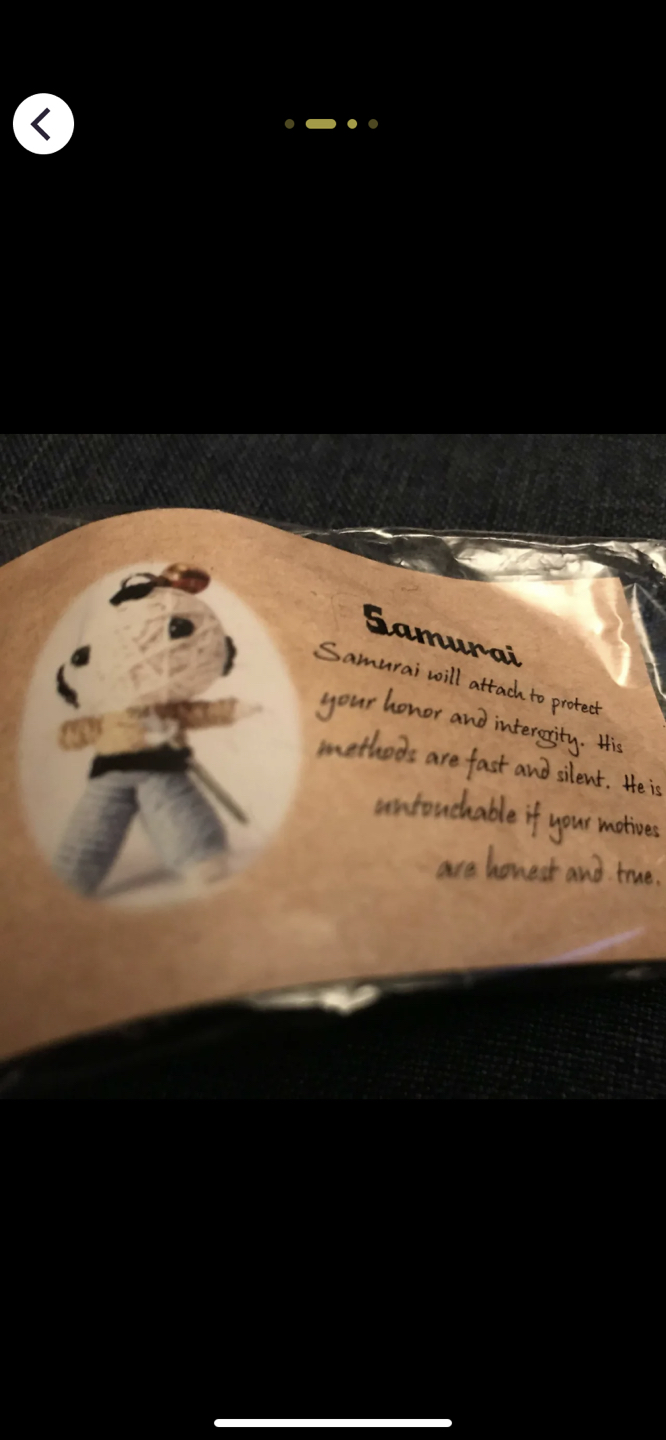 Samurai
Samurai will attach to protect
your honor and intergrity. His
methods are fast and silent. He is
untouchable if your motives
are honest and true.